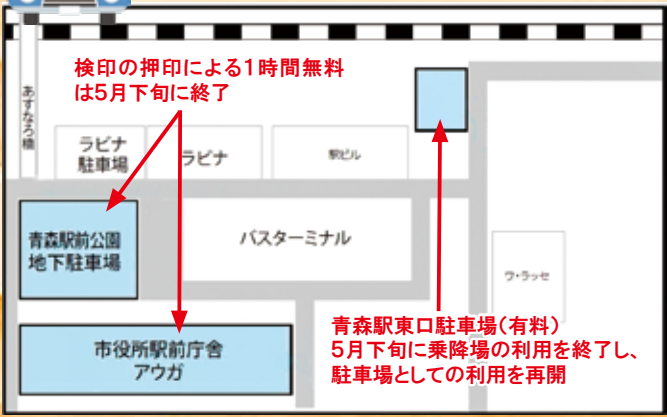 検印の押印による1時間無料
は5月下旬に終了
あすなろ橋
ラビナ
駐車場
ラビナ
駅ビル
青森駅前公園
地下駐車場
バスターミナル
ワ・ラッセ
市役所駅前庁舎
アウガ
青森駅東口駐車場（有料）
5月下旬に乗降場の利用を終了し、
駐車場としての利用を再開